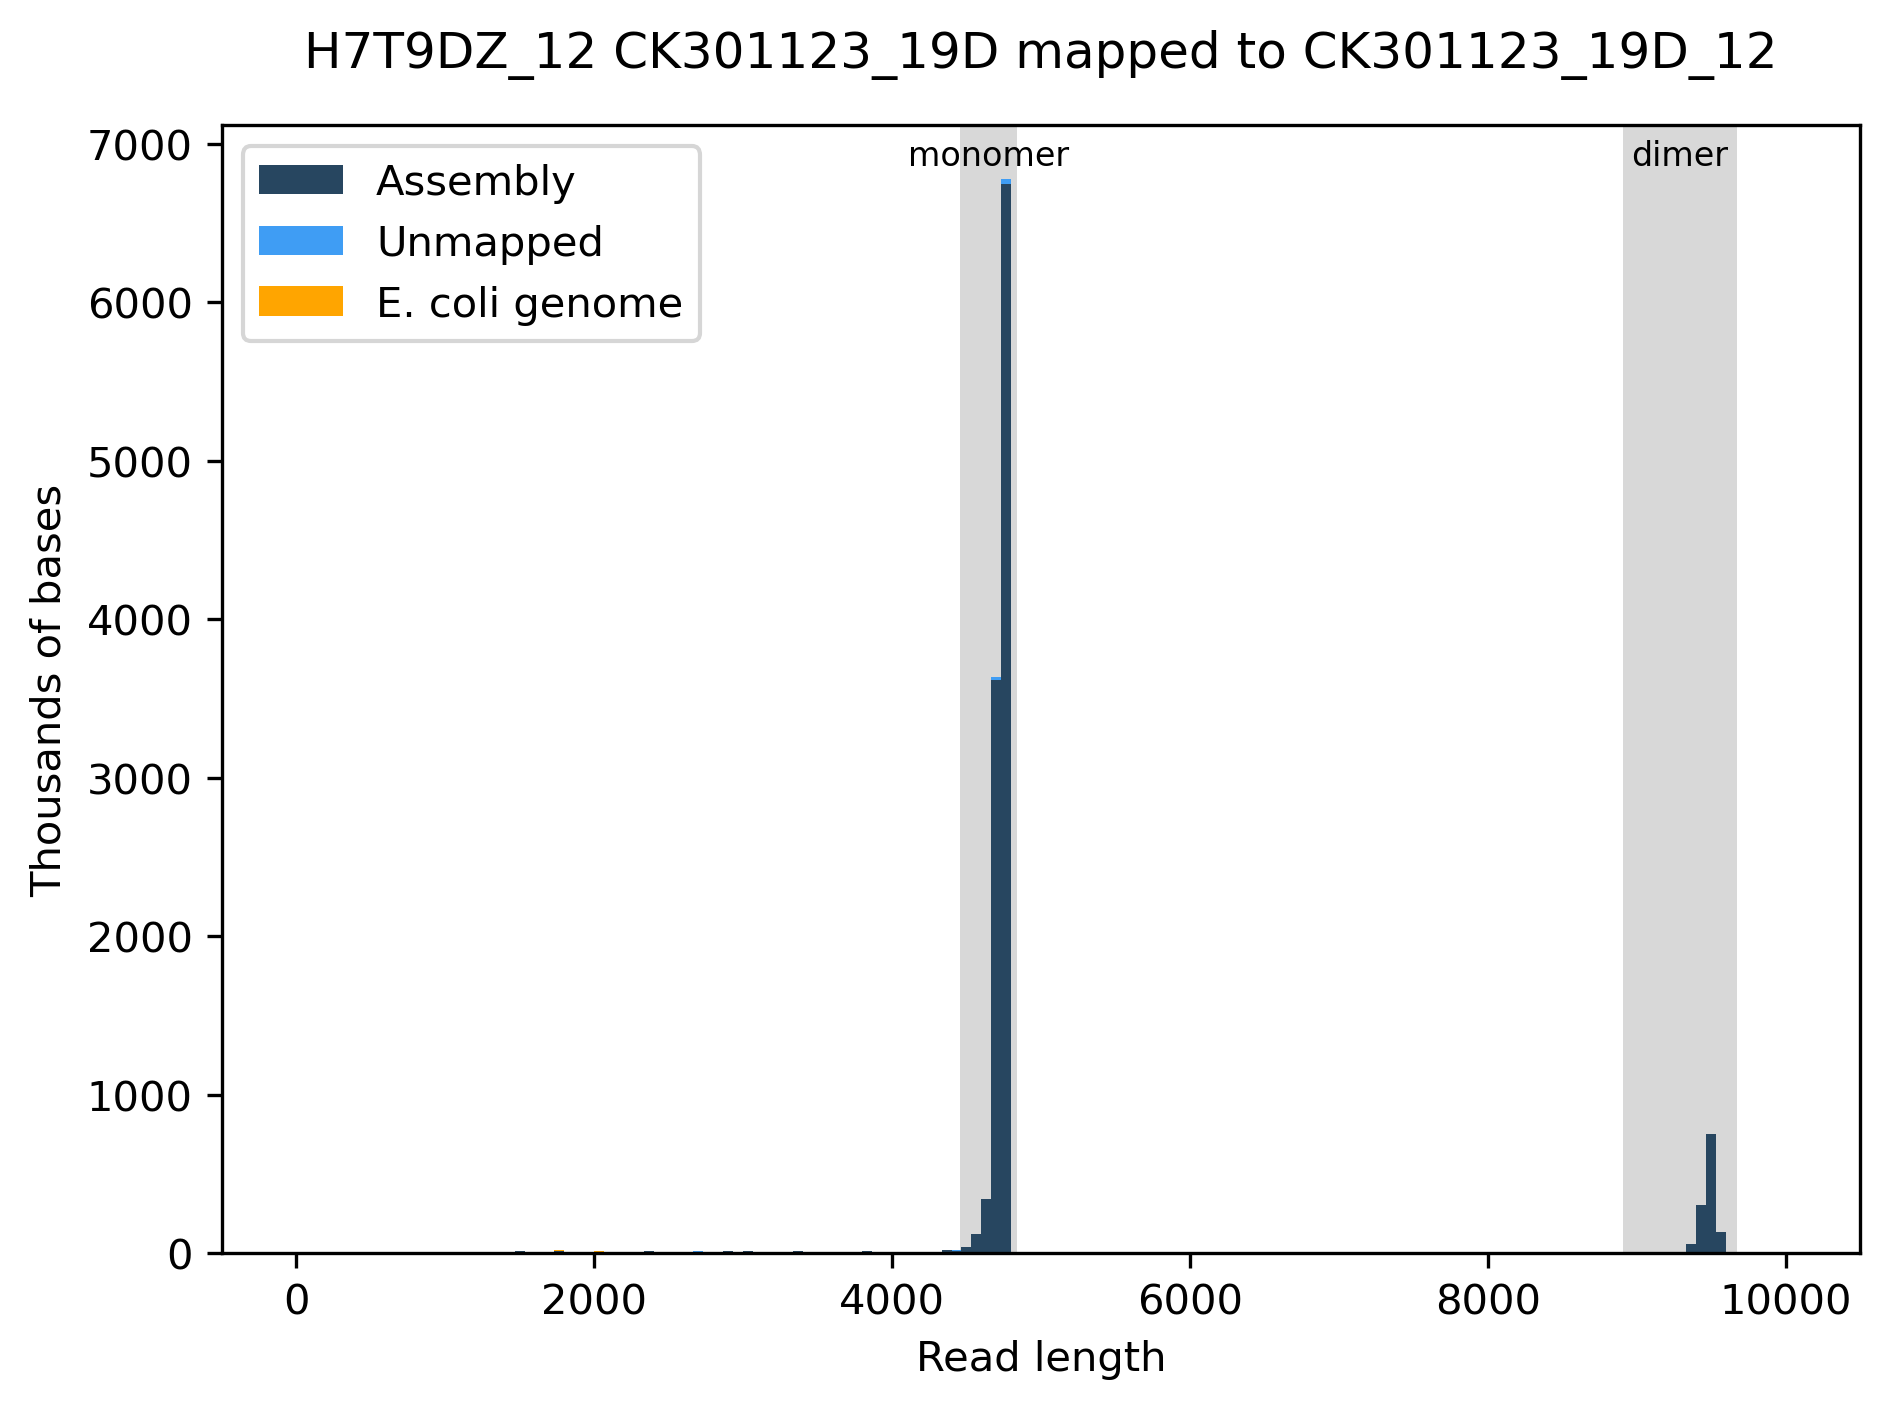 H7T9DZ_12 CK301123_19D mapped to CK301123_19D_12
7000
6000
5000
4000
3000
2000
1000
0
Thousands of bases
Assembly
Unmapped
E. coli genome
monomer
dimer
0
2000
4000
6000
8000
10000
Read length